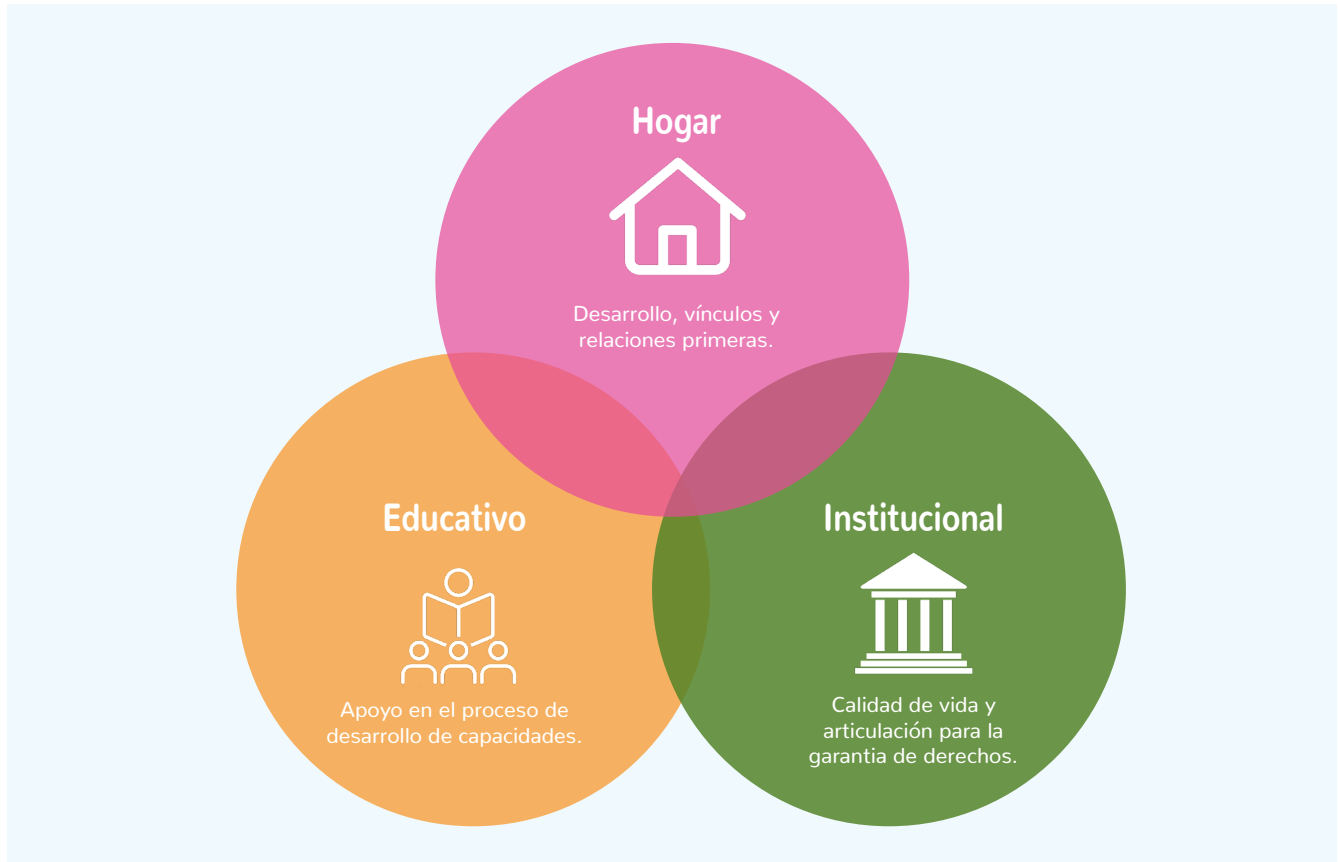 Hogar
Desarrollo, vínculos y
relaciones primeras.
Educativo
Apoyo en el proceso de
desarrollo de capacidades.
Institucional
Calidad de vida y
articulación para la
garantia de derechos.